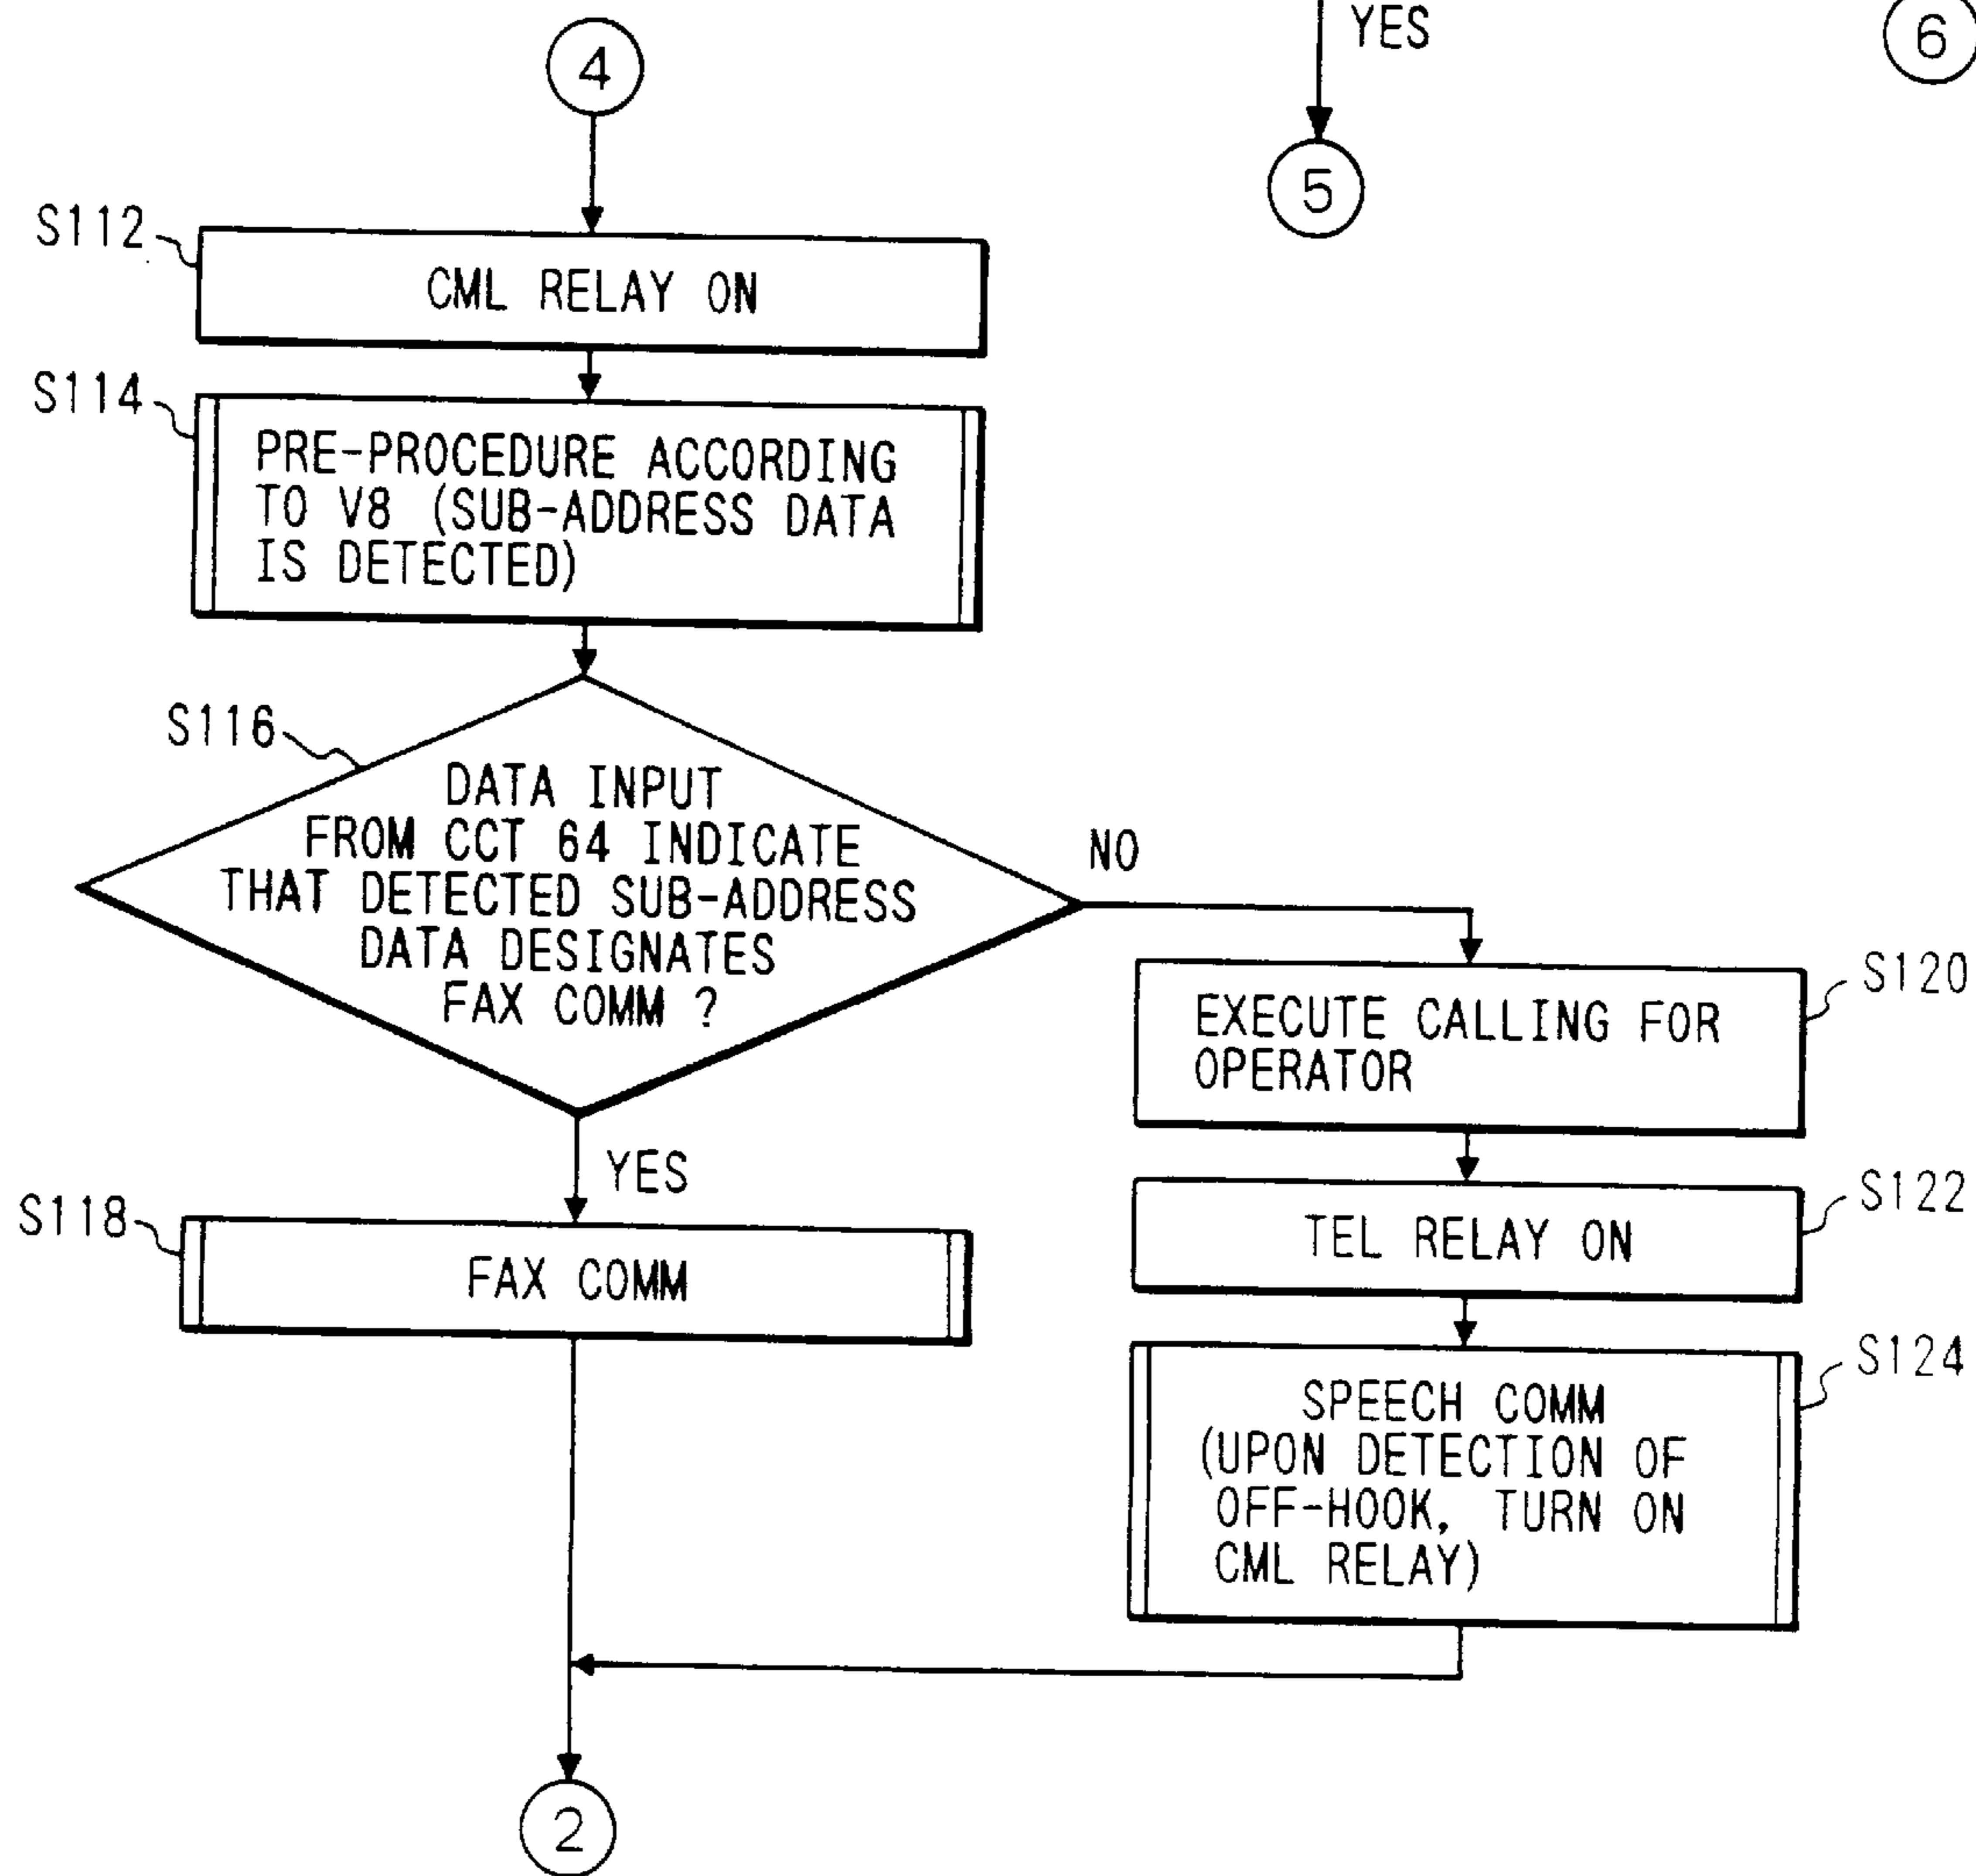 YES
6
4
5
S112
CML RELAY ON
S114
PRE-PROCEDURE ACCORDING
TO V8 (SUB-ADDRESS DATA
IS DETECTED)
S116
DATA INPUT
FROM CCT 64 INDICATE
THAT DETECTED SUB-ADDRESS
DATA DESIGNATES
FAX COMM ?
NO
YES
S118
FAX COMM
S120
EXECUTE CALLING FOR
OPERATOR
S122
TEL RELAY ON
S124
SPEECH COMM
(UPON DETECTION OF
OFF-HOOK, TURN ON
CML RELAY)
2